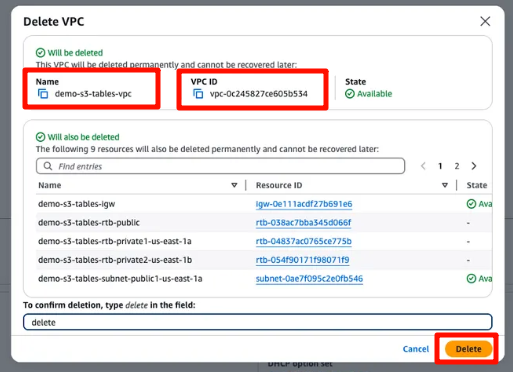 Delete VPC
Will be deleted
This VPC will be deleted permanently and cannot be recovered later:
Name
demo-s3-tables-vpc
VPC ID
vpc-0c245827ce605b534
State
Available
Will also be deleted
The following 9 resources will also be deleted permanently and cannot be recovered later:
Find entries
1 2
Name Resource ID State
demo-s3-tables-igw igw-0e111acdf27b691e6 Ava
demo-s3-tables-rtb-public rtb-038ac7bba345d066f -
demo-s3-tables-rtb-private1-us-east-1a rtb-04837ac0765ce775b -
demo-s3-tables-rtb-private2-us-east-1b rtb-054f90171f98071f9 -
demo-s3-tables-subnet-public1-us-east-1a subnet-0ae7f095c2e0fb546 Ava
To confirm deletion, type delete in the field:
delete
Cancel Delete
DHCP option set